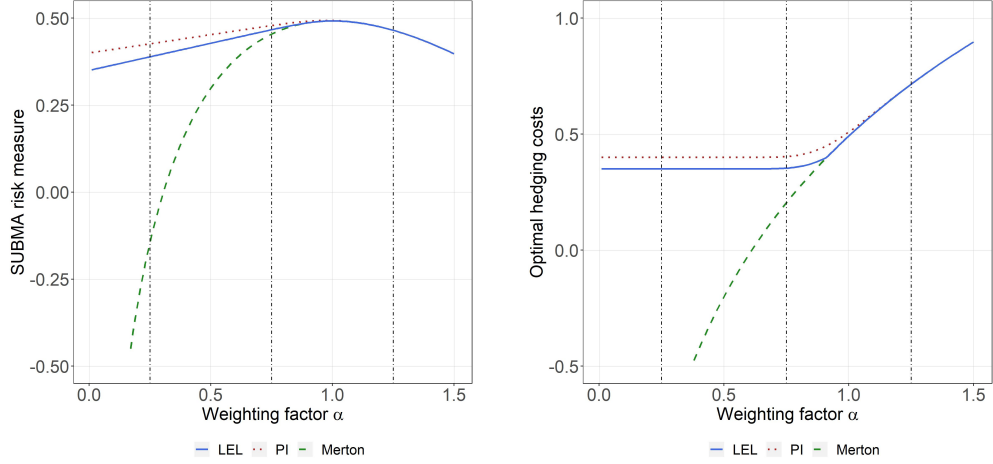 SUBMA risk measure
0.50
0.25
0.00
-0.25
-0.50
0.0 0.5 1.0 1.5
Weighting factor α
LEL PI Merton
Optimal hedging costs
1.0
0.5
0.0
-0.5
0.0 0.5 1.0 1.5
Weighting factor α
LEL PI Merton